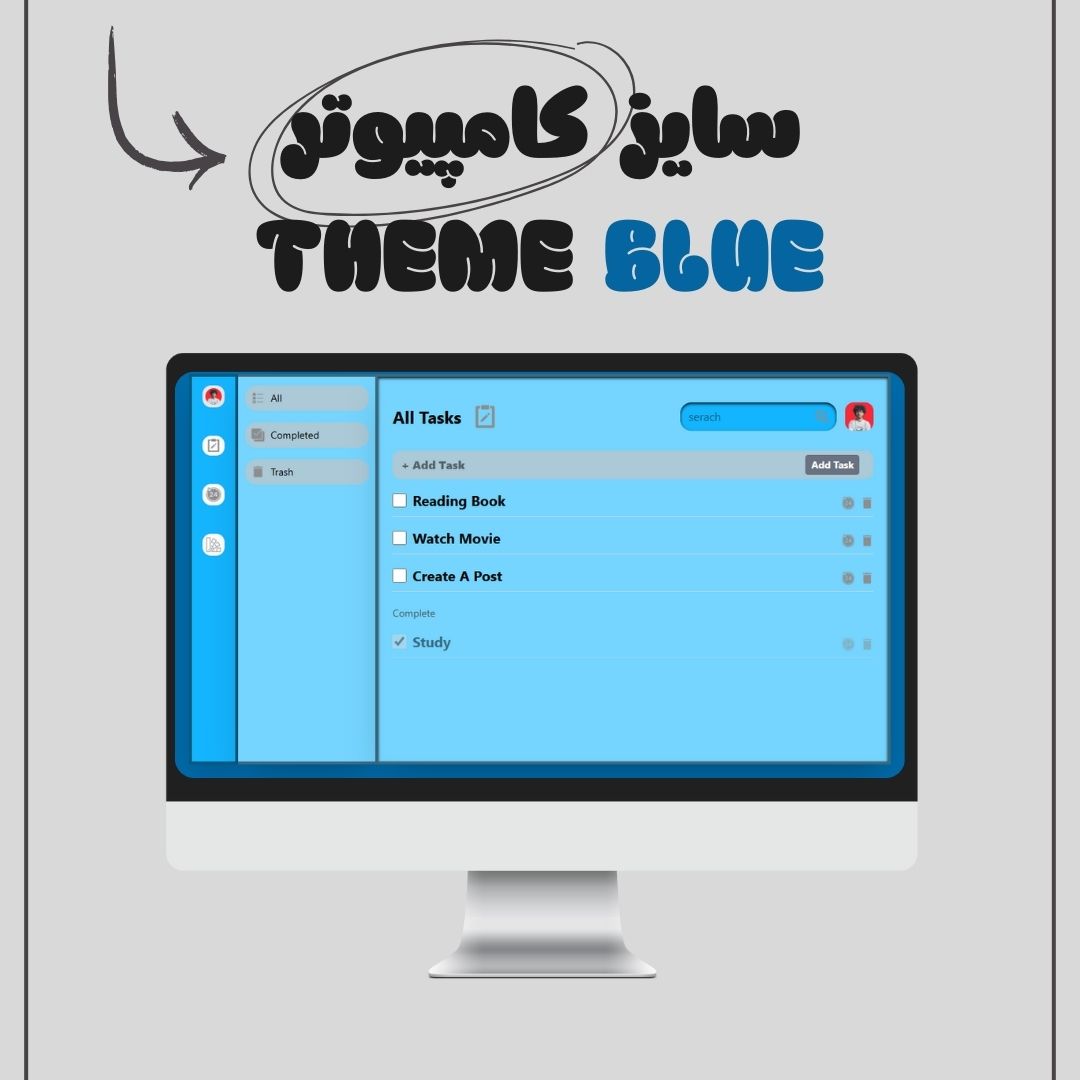 سایز کامپیوتر
THEME BLUE
All
Completed
Trash
All Tasks
serach
+ Add Task
Add Task
Reading Book
Watch Movie
Create A Post
Complete
Study